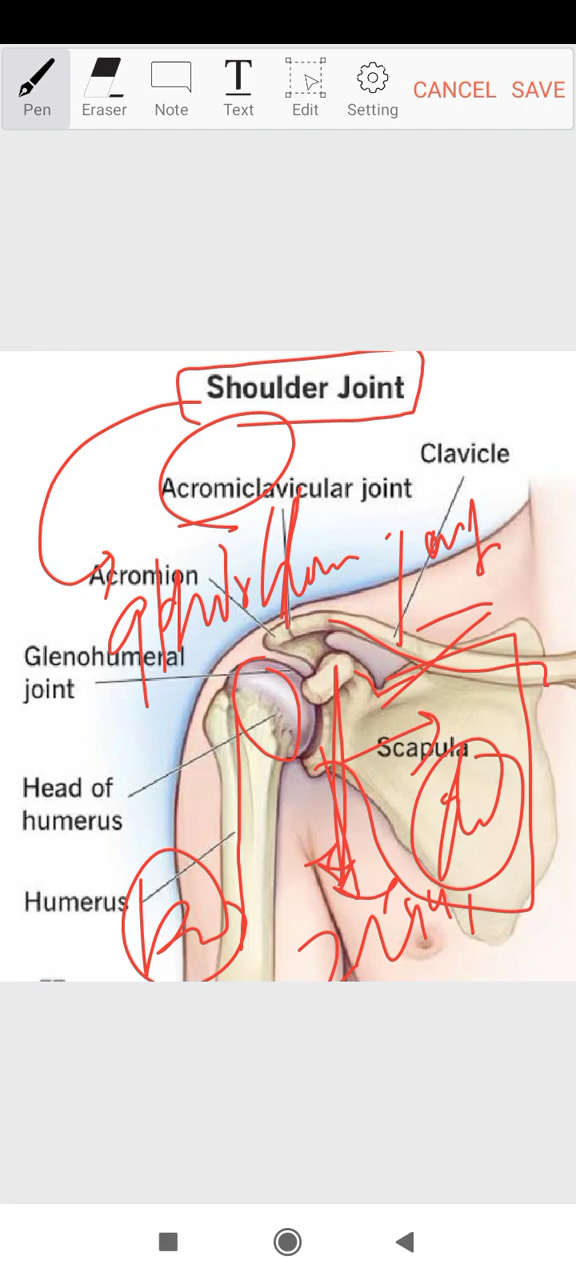 Pen Eraser Note Text Edit Setting CANCEL SAVE
Shoulder Joint
Clavicle
Acromiclavicular joint
Acromion
Glenohumeral
joint
Scapula
Head of
humerus
Humerus